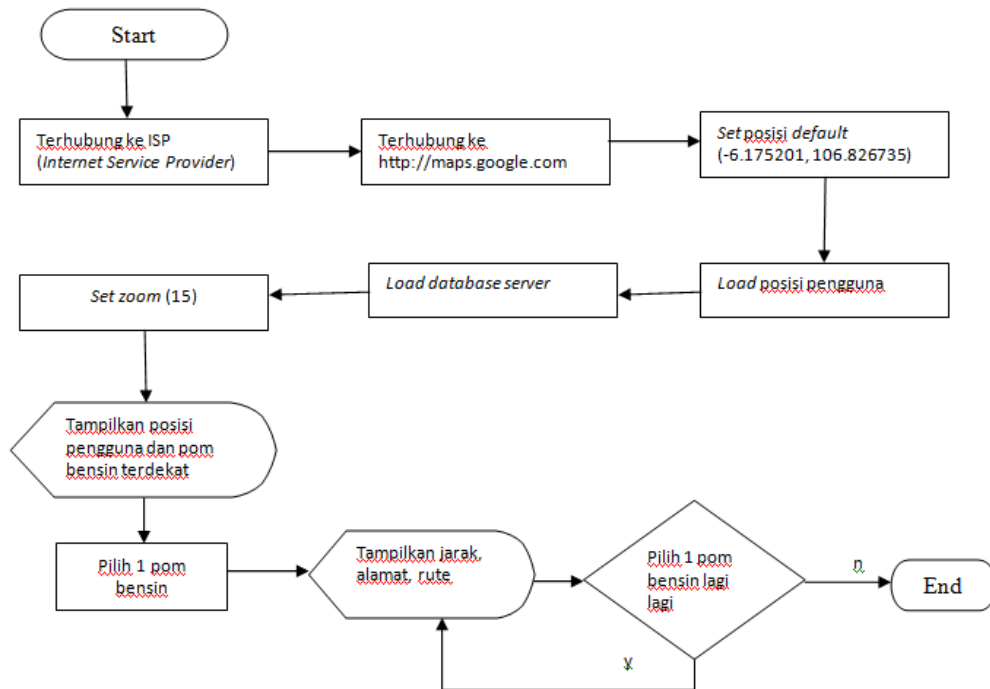 Start
Terhubung ke ISP
(Internet Service Provider)
Terhubung ke
http://maps.google.com
Set posisi default
(-6.175201, 106.826735)
Load posisi pengguna
Load database server
Set zoom (15)
Tampilkan posisi
pengguna dan pom
bensin terdekat
Pilih 1 pom
bensin
Tampilkan jarak,
alamat, rute
Pilih 1 pom
bensin lagi
lagi
n
End
y